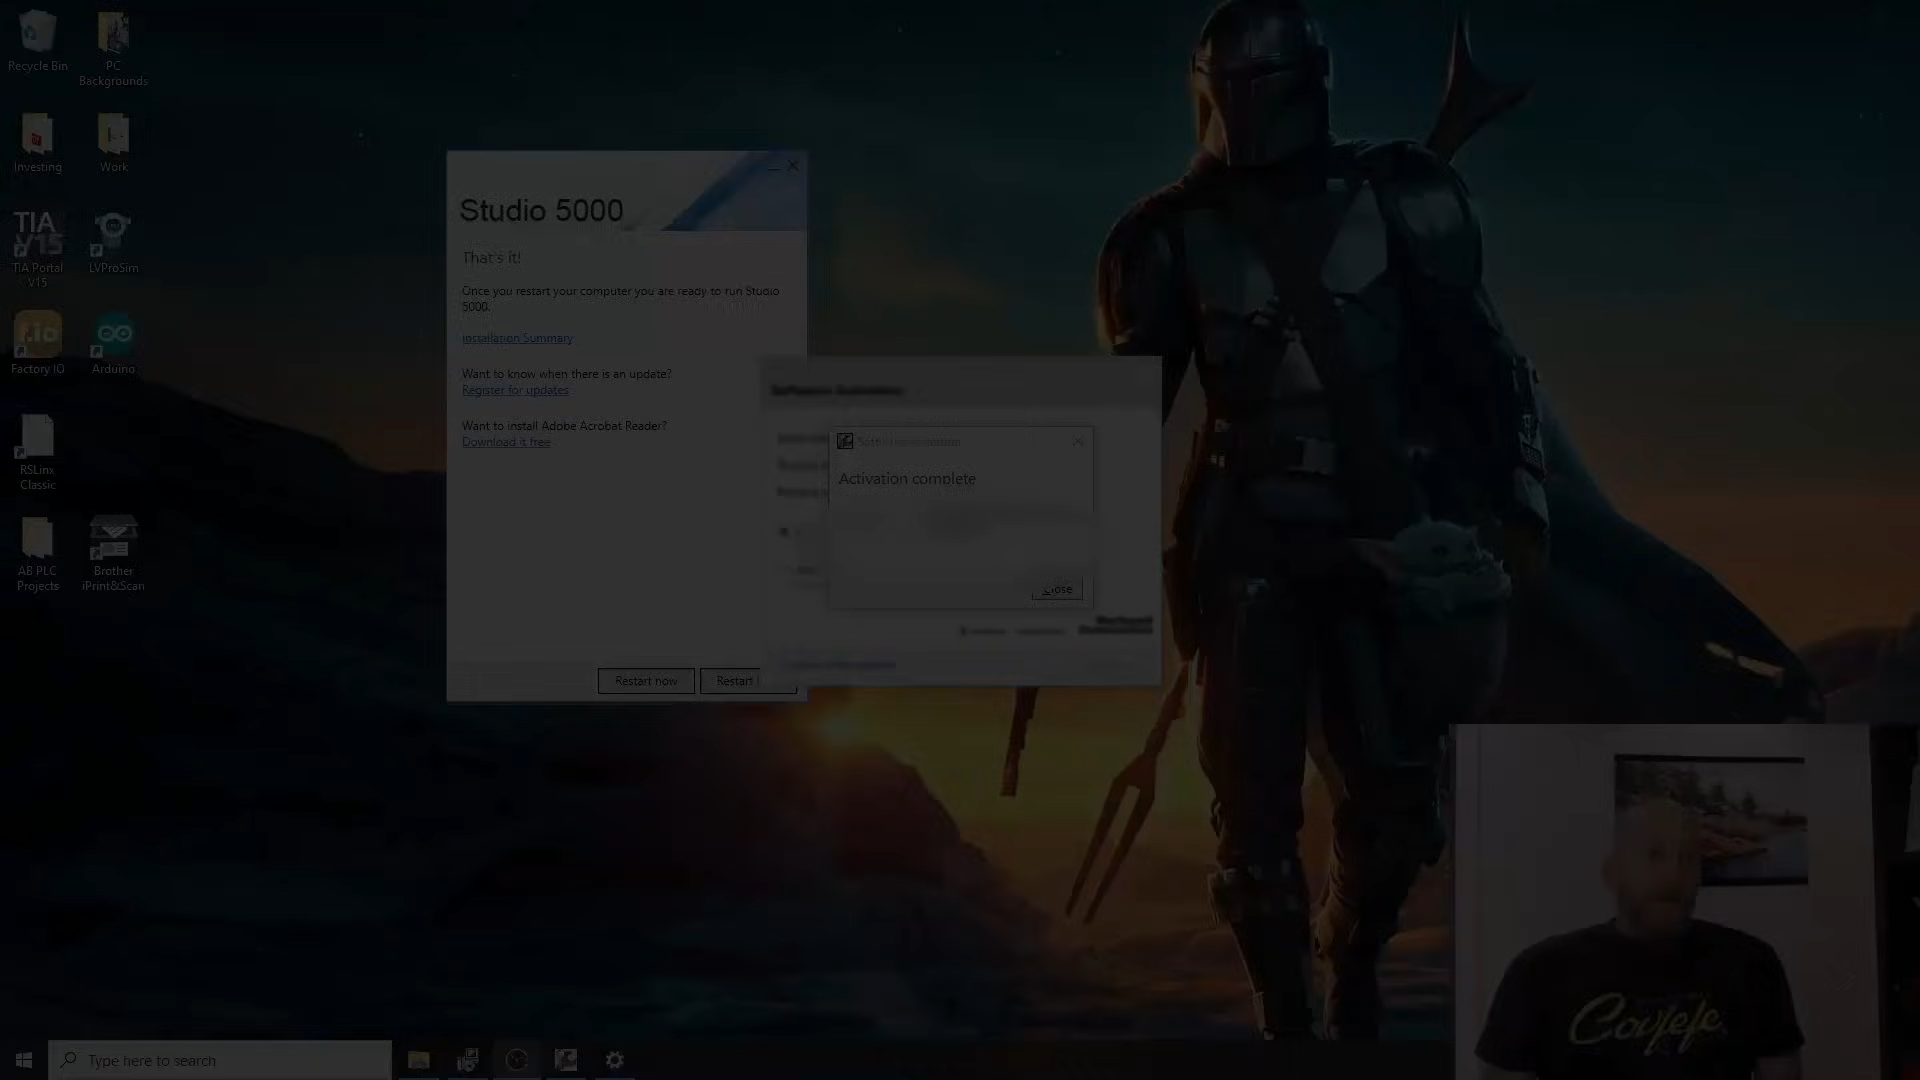 Recycle Bin
PC
Backgrounds
Investing
Work
TIA
V15
TIA Portal
V15
LVProSim
f.io
Factory IO
Arduino
RSLinx
Classic
AB PLC
Projects
Brother
iPrint&Scan
Studio 5000
That's it!
Once you restart your computer you are ready to run Studio
5000.
Installation Summary
Want to know when there is an update?
Register for updates
Want to install Adobe Acrobat Reader?
Download it free
Restart now
Restart
Activation complete
Close
Type here to search
Covfefe